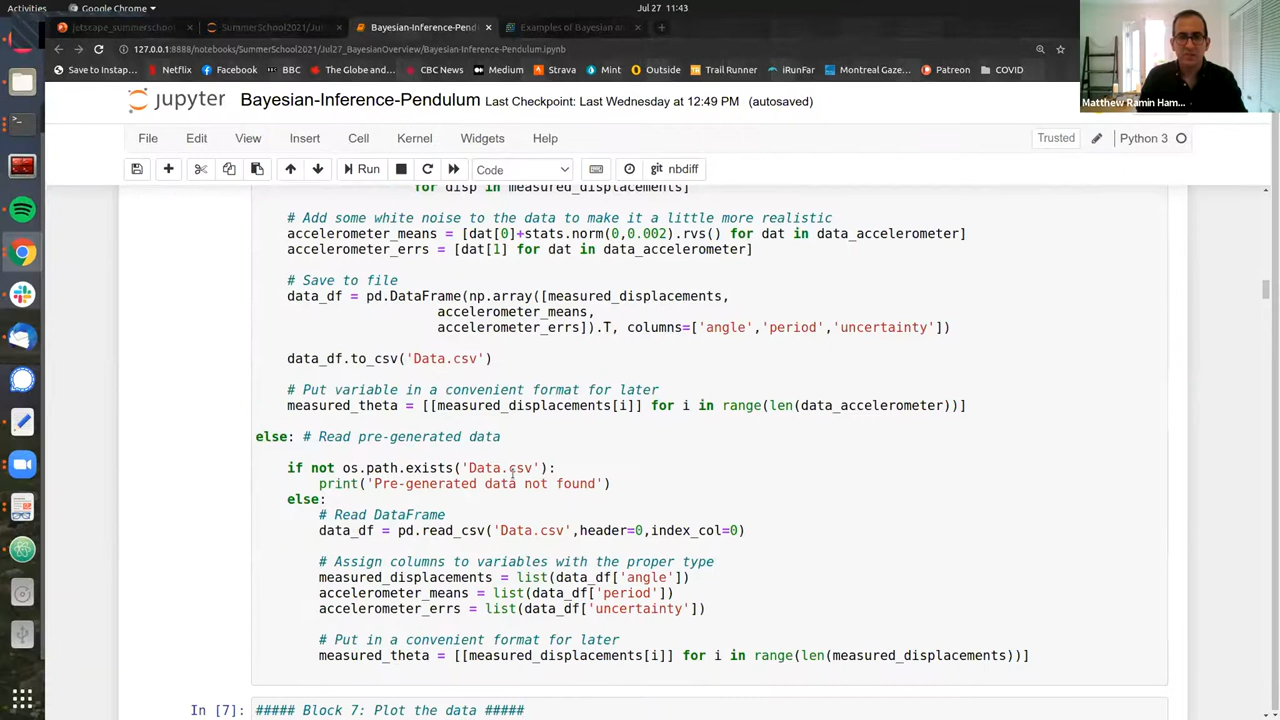 Activities
Google Chrome
Jul 27 11:43
jetscape_summerschool
SummerSchool2021/Ju
Bayesian-Inference-Pend
Examples of Bayesian an
127.0.0.1:8888/notebooks/SummerSchool2021/Jul27_BayesianOverview/Bayesian-Inference-Pendulum.ipynb
Save to Instap... Netflix Facebook BBC The Globe and... CBC News Medium Strava Mint Outside Trail Runner iRunFar Montreal Gaze... Patreon COVID
Matthew Ramin Ham...
jupyter Bayesian-Inference-Pendulum Last Checkpoint: Last Wednesday at 12:49 PM (autosaved)
File Edit View Insert Cell Kernel Widgets Help
Trusted Python 3
Run Code nbdiff
for disp in measured_displacements]
# Add some white noise to the data to make it a little more realistic
accelerometer_means = [dat[0]+stats.norm(0,0.002).rvs() for dat in data_accelerometer]
accelerometer_errs = [dat[1] for dat in data_accelerometer]
# Save to file
data_df = pd.DataFrame(np.array([measured_displacements,
accelerometer_means,
accelerometer_errs]).T, columns=['angle','period','uncertainty'])
data_df.to_csv('Data.csv')
# Put variable in a convenient format for later
measured_theta = [[measured_displacements[i]] for i in range(len(data_accelerometer))]
else: # Read pre-generated data
if not os.path.exists('Data.csv'):
print('Pre-generated data not found')
else:
# Read DataFrame
data_df = pd.read_csv('Data.csv',header=0,index_col=0)
# Assign columns to variables with the proper type
measured_displacements = list(data_df['angle'])
accelerometer_means = list(data_df['period'])
accelerometer_errs = list(data_df['uncertainty'])
# Put in a convenient format for later
measured_theta = [[measured_displacements[i]] for i in range(len(measured_displacements))]
In [7]: ##### Block 7: Plot the data #####